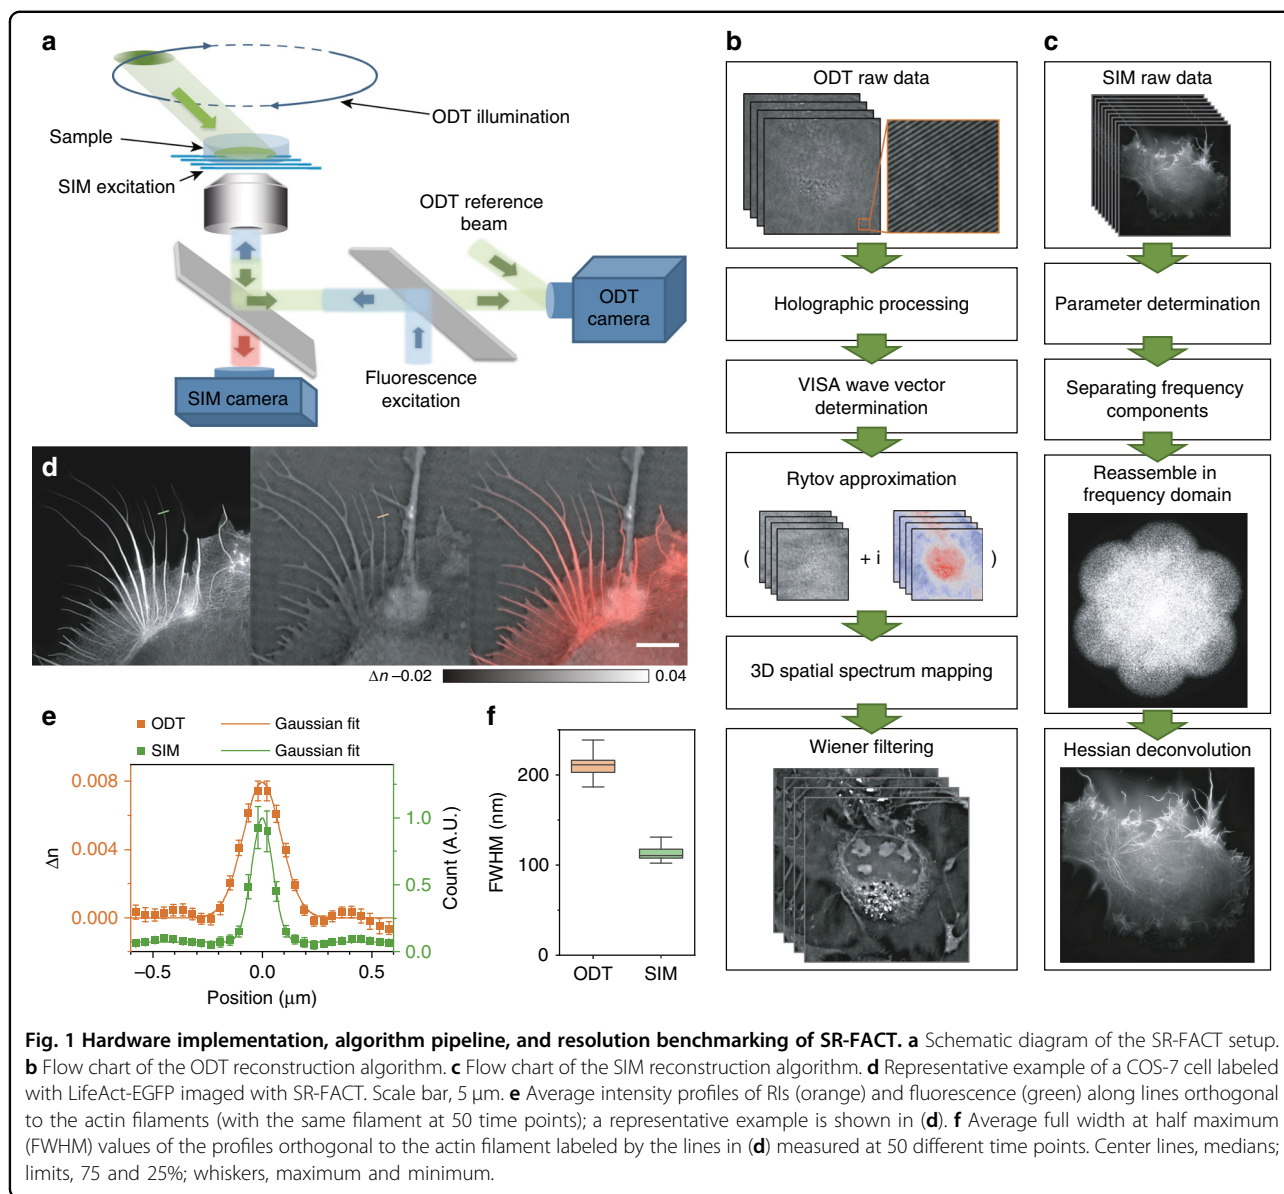 a
ODT illumination
Sample
SIM excitation
ODT reference
beam
ODT
camera
Fluorescence
excitation
SIM camera
b
ODT raw data
Holographic processing
VISA wave vector
determination
Rytov approximation
( + i )
3D spatial spectrum mapping
Wiener filtering
c
SIM raw data
Parameter determination
Separating frequency
components
Reassemble in
frequency domain
Hessian deconvolution
d
Δn –0.02 0.04
e
ODT Gaussian fit
SIM Gaussian fit
0.008
0.004
0.000
Δn
1.0
0.5
0.0
Count (A.U.)
–0.5 0.0 0.5
Position (μm)
f
200
100
0
FWHM (nm)
ODT SIM
Fig. 1 Hardware implementation, algorithm pipeline, and resolution benchmarking of SR-FACT. a Schematic diagram of the SR-FACT setup.
b Flow chart of the ODT reconstruction algorithm. c Flow chart of the SIM reconstruction algorithm. d Representative example of a COS-7 cell labeled
with LifeAct-EGFP imaged with SR-FACT. Scale bar, 5 μm. e Average intensity profiles of RIs (orange) and fluorescence (green) along lines orthogonal
to the actin filaments (with the same filament at 50 time points); a representative example is shown in (d). f Average full width at half maximum
(FWHM) values of the profiles orthogonal to the actin filament labeled by the lines in (d) measured at 50 different time points. Center lines, medians;
limits, 75 and 25%; whiskers, maximum and minimum.